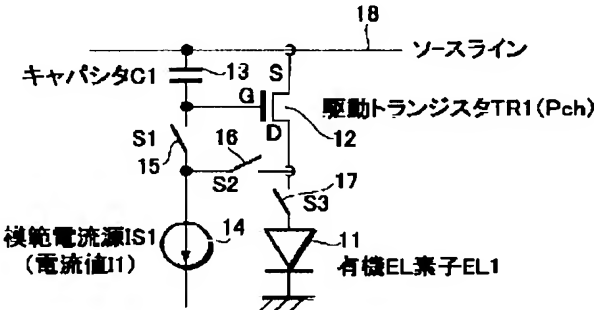 18
ソースライン
キャパシタC1
13
S
G
駆動トランジスタTR1(Pch)
D
12
S1
15
16
S2
17
S3
模範電流源IS1
(電流値I1)
14
11
有機EL素子EL1